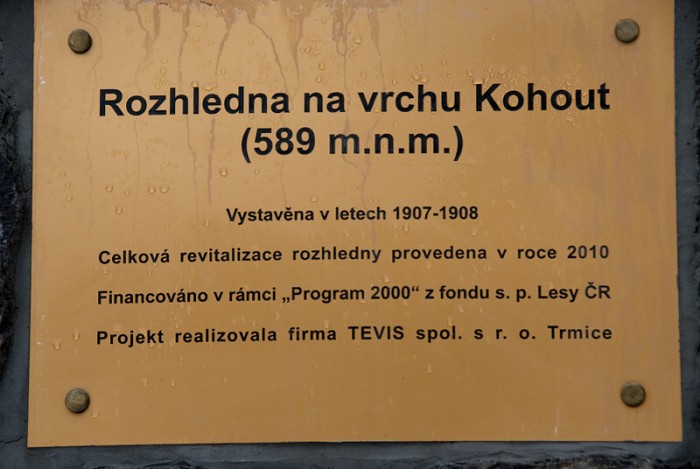 Rozhledna na vrchu Kohout
(589 m.n.m.)
Vystavěna v letech 1907-1908
Celková revitalizace rozhledny provedena v roce 2010
Financováno v rámci „Program 2000“ z fondu s. p. Lesy ČR
Projekt realizovala firma TEVIS spol. s r. o. Trmice